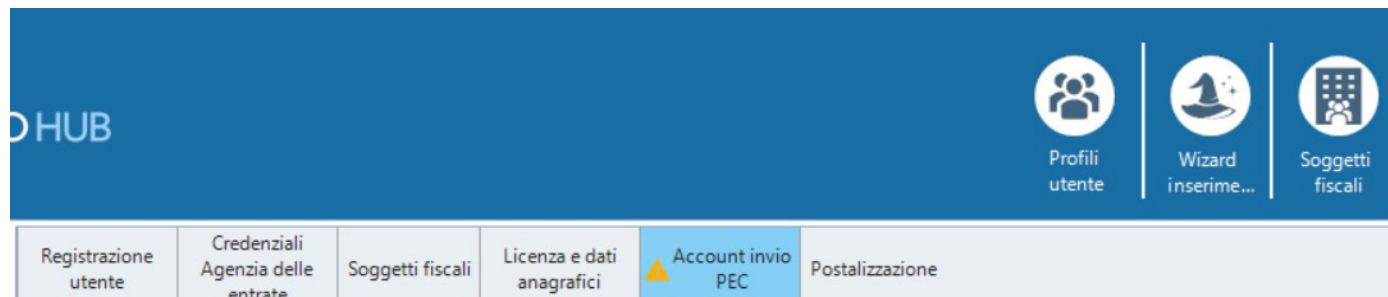 HUB
Profili
utente
Wizard
inserime...
Soggetti
fiscali
Registrazione
utente
Credenziali
Agenzia delle
entrate
Soggetti fiscali
Licenza e dati
anagrafici
Account invio
PEC
Postalizzazione